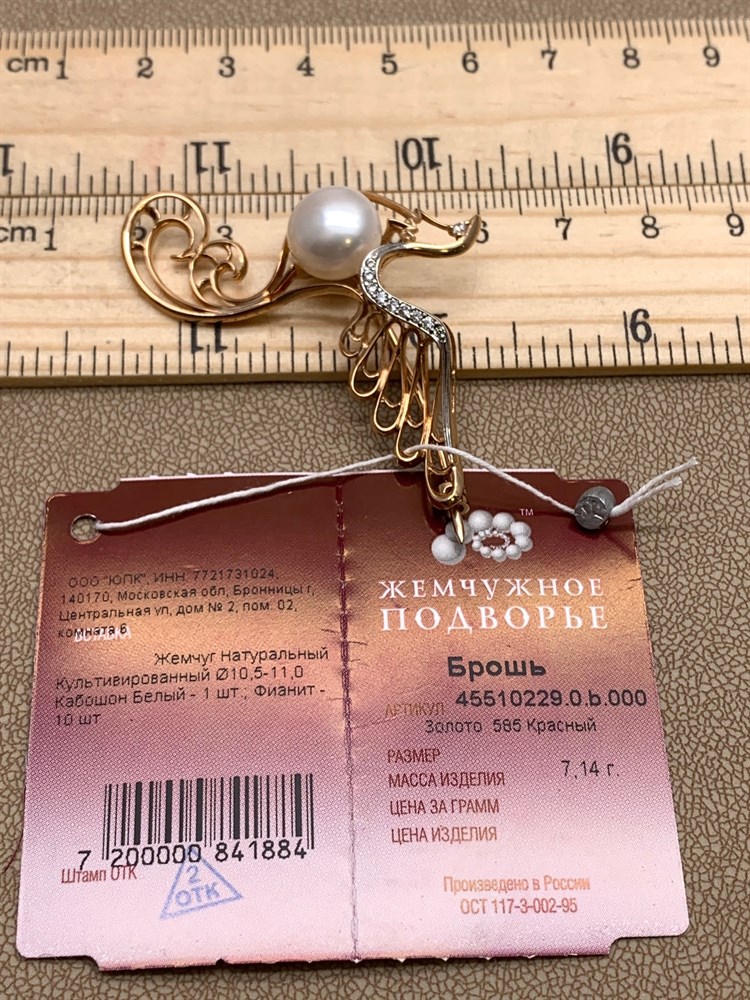 cm 1 2 3 4 5 6 7 8 9
11 10 9
cm 1 2 6 7 8 9
11 9
ООО "ЮПК", ИНН 7721731024,
140170, Московская обл, Бронницы г,
Центральная ул, дом № 2, пом. 02,
комната 6
ВСТАВКА
Жемчуг Натуральный
Культивированный Ø10,5-11,0
Кабошон Белый - 1 шт.; Фианит -
10 шт
7 200000 841884
Штамп ОТК
2
ОТК
TM
ЖЕМЧУЖНОЕ
ПОДВОРЬЕ
Брошь
АРТИКУЛ 45510229.0.b.000
Золото 585 Красный
РАЗМЕР
МАССА ИЗДЕЛИЯ 7,14 г.
ЦЕНА ЗА ГРАММ
ЦЕНА ИЗДЕЛИЯ
Произведено в России
ОСТ 117-3-002-95